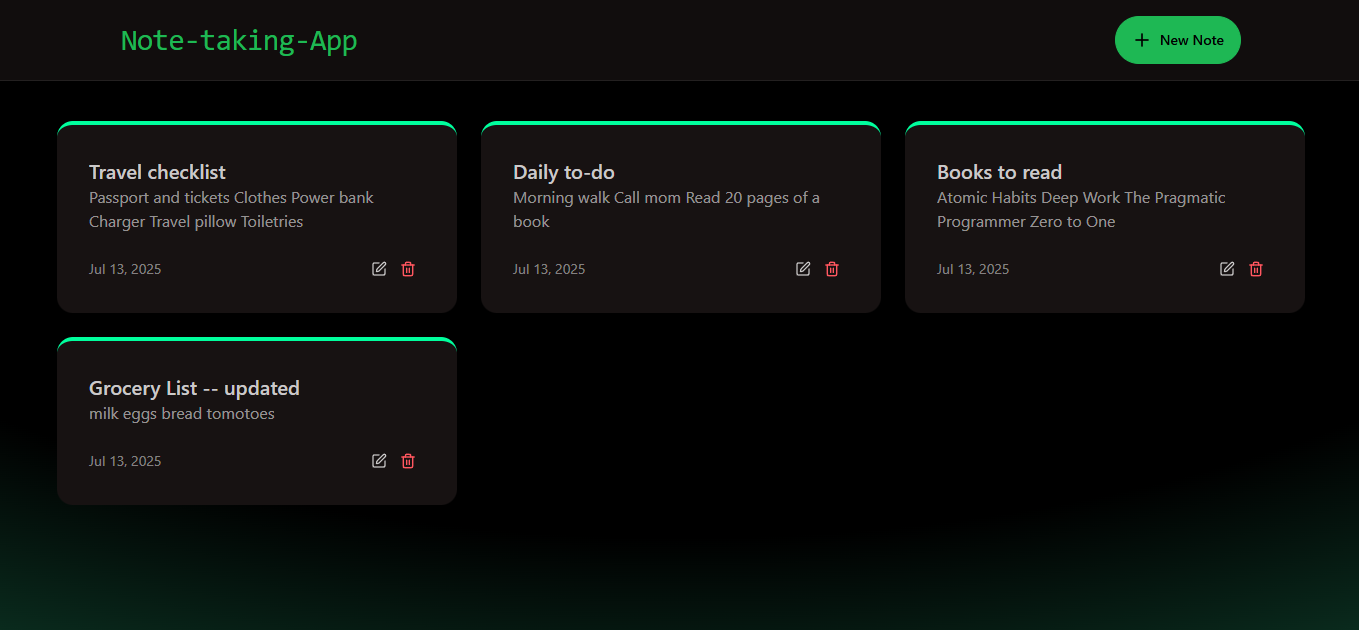 Note-taking-App
New Note
Travel checklist
Passport and tickets Clothes Power bank
Charger Travel pillow Toiletries
Jul 13, 2025
Daily to-do
Morning walk Call mom Read 20 pages of a
book
Jul 13, 2025
Books to read
Atomic Habits Deep Work The Pragmatic
Programmer Zero to One
Jul 13, 2025
Grocery List -- updated
milk eggs bread tomotoes
Jul 13, 2025